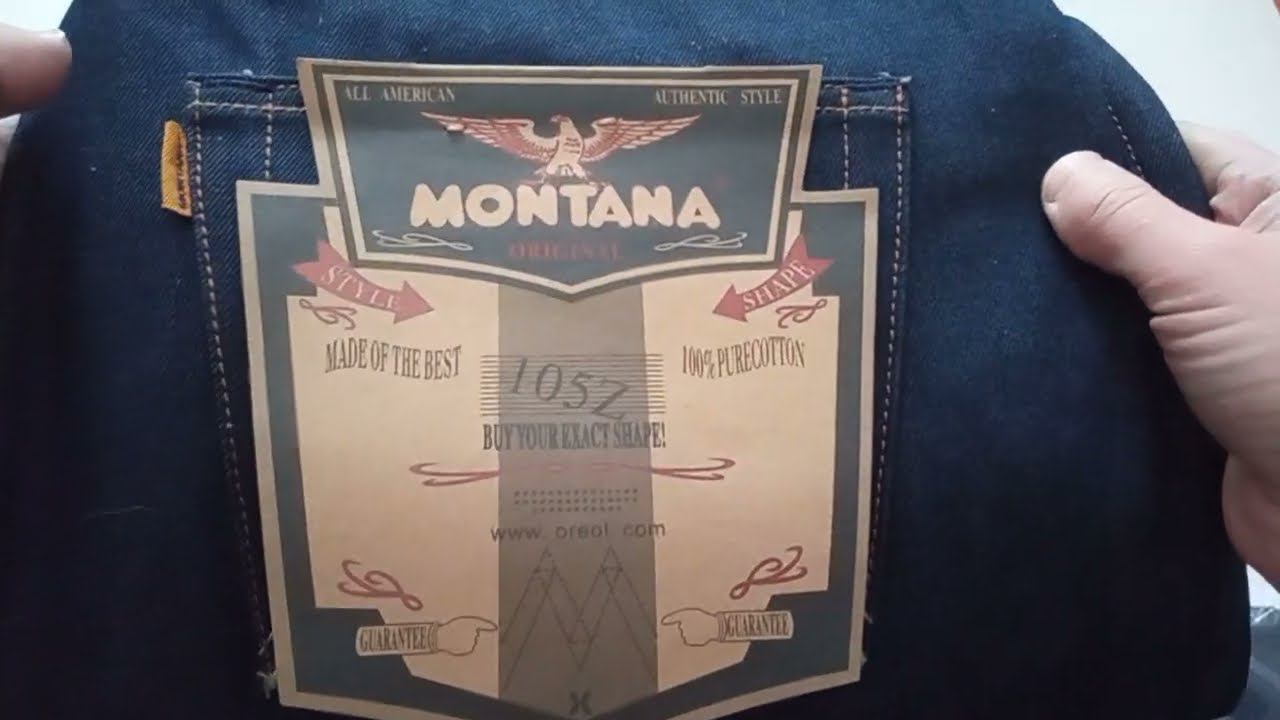 ALL AMERICAN
AUTHENTIC STYLE
MONTANA
ORIGINAL
STYLE
SHAPE
MADE OF THE BEST
105Z
100% PURECOTTON
BUY YOUR EXACT SHAPE!
www.oreol.com
GUARANTEE
GUARANTEE